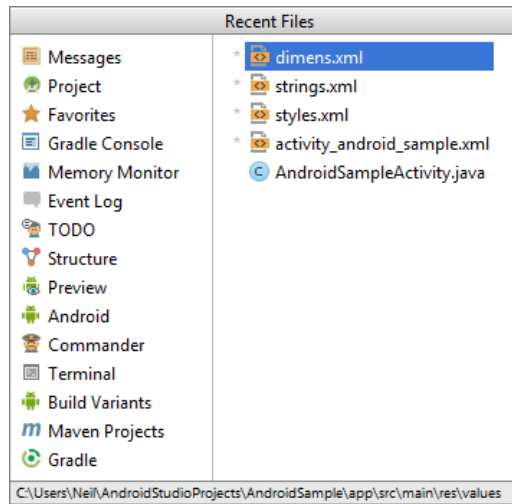 Recent Files
Messages
Project
Favorites
Gradle Console
Memory Monitor
Event Log
TODO
Structure
Preview
Android
Commander
Terminal
Build Variants
m Maven Projects
Gradle
* dimens.xml
* strings.xml
* styles.xml
* activity_android_sample.xml
C AndroidSampleActivity.java
C:\Users\Neil\AndroidStudioProjects\AndroidSample\app\src\main\res\values